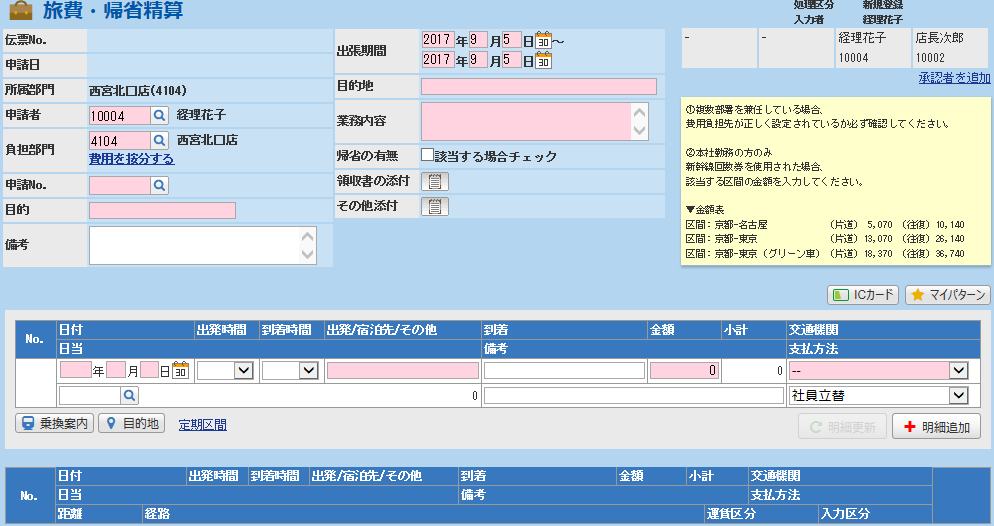 旅費・帰省精算
処理区分 新規登録
入力者 経理花子
- - 経理花子 店長次郎
10004 10002
承認者を追加
伝票No.
申請日
所属部門 西宮北口店(4104)
申請者 10004 経理花子
負担部門 4104 西宮北口店
費用を按分する
申請No.
目的
備考
出張期間 2017年 9月 5日 30 ～
2017年 9月 5日 30
目的地
業務内容
帰省の有無 該当する場合チェック
領収書の添付
その他添付
①複数部署を兼任している場合、
費用負担先が正しく設定されているか必ず確認してください。
②本社勤務の方のみ
新幹線回数券を使用された場合、
該当する区間の金額を入力してください。
▼金額表
区間：京都-名古屋 （片道） 5,070 （往復）10,140
区間：京都-東京 （片道）13,070 （往復）26,140
区間：京都-東京（グリーン車）（片道）18,370 （往復）36,740
ICカード マイパターン
No. 日付 出発時間 到着時間 出発/宿泊先/その他 到着 金額 小計 交通機関
日当 備考 支払方法
年 月 日 30 0 0 --
0 社員立替
乗換案内 目的地 定期区間 明細更新 明細追加
No. 日付 出発時間 到着時間 出発/宿泊先/その他 到着 金額 小計 交通機関
日当 備考 支払方法
距離 経路 運賃区分 入力区分